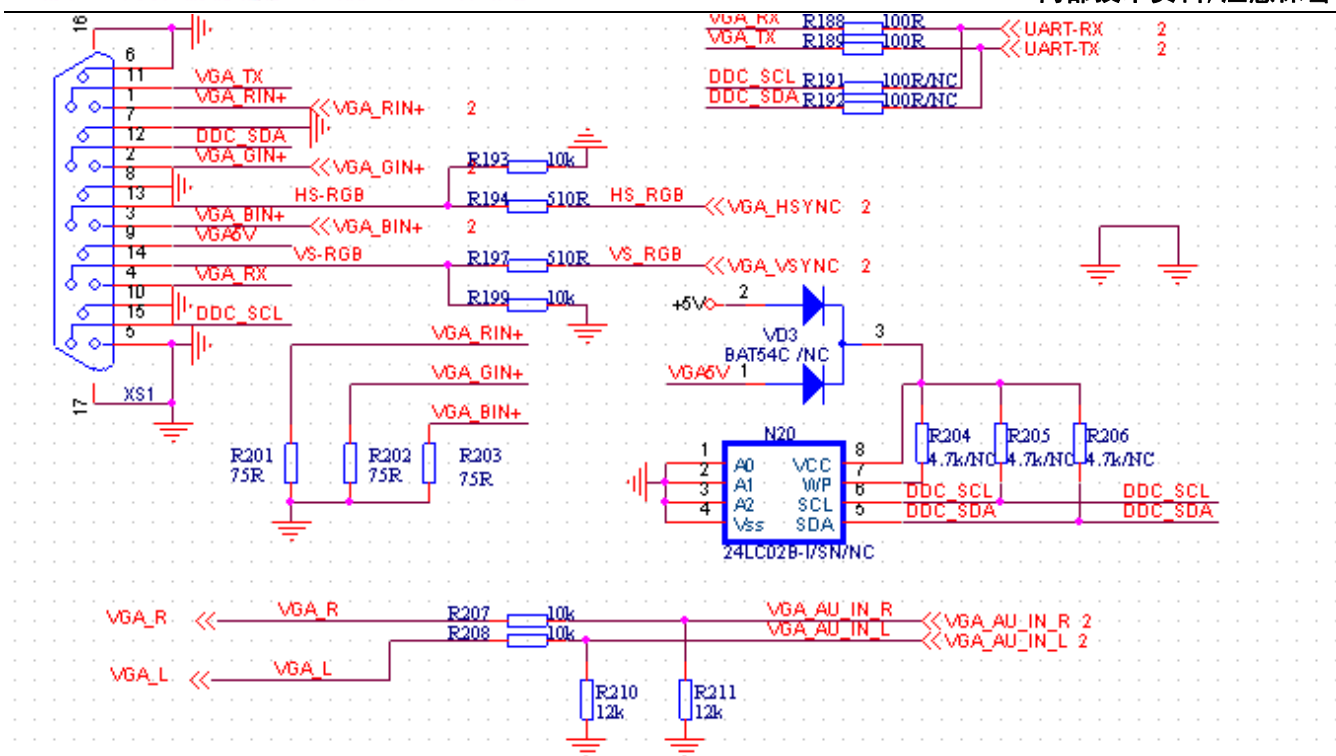 16
6
11 VGA_TX
1 VGA_RIN+ VGA_RIN+ 2
7
12 DDC_SDA
2 VGA_GIN+ VGA_GIN+ 2
8
13 HS-RGB
3 VGA_BIN+ VGA_BIN+ 2
9 VGA5V
14 VS-RGB
4 VGA_RX
10
15 DDC_SCL
5
17 XS1
VGA_RX R188 100R UART-RX 2
VGA_TX R189 100R UART-TX 2
DDC_SCL R191 100R/NC
DDC_SDA R192 100R/NC
R193 10k
R194 510R HS_RGB VGA_HSYNC 2
R197 510R VS_RGB VGA_VSYNC 2
R199 10k
VGA_RIN+
VGA_GIN+
VGA_BIN+
R201 R202 R203
75R 75R 75R
+5V 2
VD3 3
BAT54C /NC
VGA5V 1
N20
1 A0 VCC 8
2 A1 WP 7
3 A2 SCL 6
4 Vss SDA 5
24LC02B-I/SN/NC
R204 R205 R206
4.7k/NC 4.7k/NC 4.7k/NC
DDC_SCL DDC_SCL
DDC_SDA DDC_SDA
VGA_R VGA_R R207 10k VGA_AU_IN_R VGA_AU_IN_R 2
R208 10k VGA_AU_IN_L VGA_AU_IN_L 2
VGA_L VGA_L
R210 R211
12k 12k